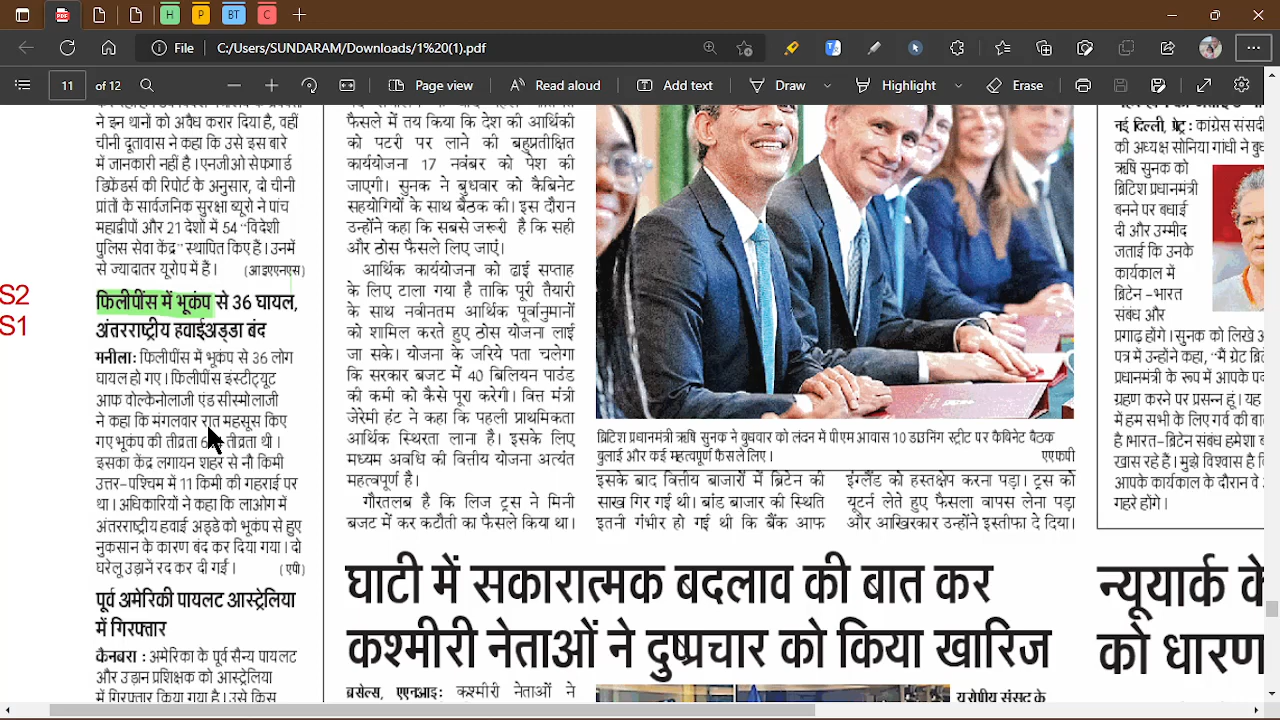 H
P
BT
C
File
C:/Users/SUNDARAM/Downloads/1%20(1).pdf
11
of 12
Page view
Read aloud
Add text
Draw
Highlight
Erase
S2
S1
ने इन थानों को अवैध करार दिया है, वहीं
चीनी दूतावास ने कहा कि उसे इस बारे
में जानकारी नहीं है। एनजीओ सेफगार्ड
डिफेंडर्स की रिपोर्ट के अनुसार, दो चीनी
प्रांतों के सार्वजनिक सुरक्षा ब्यूरो ने पांच
महाद्वीपों और 21 देशों में 54 "विदेशी
पुलिस सेवा केंद्र" स्थापित किए हैं। उनमें
से ज्यादातर यूरोप में हैं। (आइएएनएस)
फिलीपींस में भूकंप से 36 घायल,
अंतरराष्ट्रीय हवाईअड्डा बंद
मनीला: फिलीपींस में भूकंप से 36 लोग
घायल हो गए। फिलीपींस इंस्टीट्यूट
आफ वोल्केनोलाजी एंड सीस्मोलाजी
ने कहा कि मंगलवार रात महसूस किए
गए भूकंप की तीव्रता तीव्रता थी।
इसका केंद्र लगायन शहर से नौ किमी
उत्तर-पश्चिम में 11 किमी की गहराई पर
था। अधिकारियों ने कहा कि लाओग में
अंतरराष्ट्रीय हवाई अड्डे को भूकंप से हुए
नुकसान के कारण बंद कर दिया गया। दो
घरेलू उड़ानें रद कर दी गईं। (एपी)
पूर्व अमेरिकी पायलट आस्ट्रेलिया
में गिरफ्तार
कैनबरा : अमेरिका के पूर्व सैन्य पायलट
और उड़ान प्रशिक्षक को आस्ट्रेलिया
में गिरफ्तार किया गया है। उसे किस
फैसले में तय किया कि देश की आर्थिकी
को पटरी पर लाने की बहुप्रतीक्षित
कार्ययोजना 17 नवंबर को पेश की
जाएगी। सुनक ने बुधवार को कैबिनेट
सहयोगियों के साथ बैठक की। इस दौरान
उन्होंने कहा कि सबसे जरूरी है कि सही
और ठोस फैसले लिए जाएं।
आर्थिक कार्ययोजना को ढाई सप्ताह
के लिए टाला गया है ताकि पूरी तैयारी
के साथ नवीनतम आर्थिक पूर्वानुमानों
को शामिल करते हुए ठोस योजना लाई
जा सके। योजना के जरिये पता चलेगा
कि सरकार बजट में 40 बिलियन पाउंड
की कमी को कैसे पूरा करेगी। वित्त मंत्री
जेरेमी हंट ने कहा कि पहली प्राथमिकता
आर्थिक स्थिरता लाना है। इसके लिए
मध्यम अवधि की वित्तीय योजना अत्यंत
महत्वपूर्ण है।
गौरतलब है कि लिज ट्रस ने मिनी
बजट में कर कटौती का फैसले किया था।
ब्रिटिश प्रधानमंत्री ऋषि सुनक ने बुधवार को लंदन में पीएम आवास 10 डाउनिंग स्ट्रीट पर कैबिनेट बैठक
बुलाई और कई महत्वपूर्ण फैसले लिए। एएफपी
इसके बाद वित्तीय बाजारों में ब्रिटेन की
साख गिर गई थी। बांड बाजार की स्थिति
इतनी गंभीर हो गई थी कि बैंक आफ
इंग्लैंड को हस्तक्षेप करना पड़ा। ट्रस को
यूटर्न लेते हुए फैसला वापस लेना पड़ा
और आखिरकार उन्होंने इस्तीफा दे दिया।
नई दिल्ली, प्रेट्र : कांग्रेस संसदी
की अध्यक्ष सोनिया गांधी ने बुध
ऋषि सुनक को
ब्रिटिश प्रधानमंत्री
बनने पर बधाई
दी और उम्मीद
जताई कि उनके
कार्यकाल में
ब्रिटेन -भारत
संबंध और
प्रगाढ़ होंगे। सुनक को लिखे
पत्र में उन्होंने कहा, "मैं ग्रेट
प्रधानमंत्री के रूप में आपके
ग्रहण करने पर प्रसन्न हूं। यह
में हम सभी के लिए गर्व की
है। भारत-ब्रिटेन संबंध हमेशा
खास रहे हैं। मुझे विश्वास है
आपके कार्यकाल के दौरान
गहरे होंगे।
घाटी में सकारात्मक बदलाव की बात कर
कश्मीरी नेताओं ने दुष्प्रचार को किया खारिज
ब्रसेल्स, एएनआइ: कश्मीरी नेताओं ने
यूरोपीय संसद के
न्यूयार्क के
को धारण